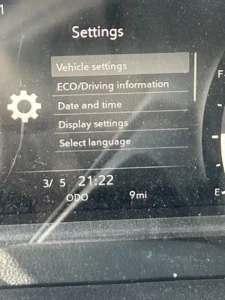 1
Settings
Vehicle settings
ECO/Driving information
Date and time
Display settings
Select language
F
3/ 5 21:22
ODO 9mi
E